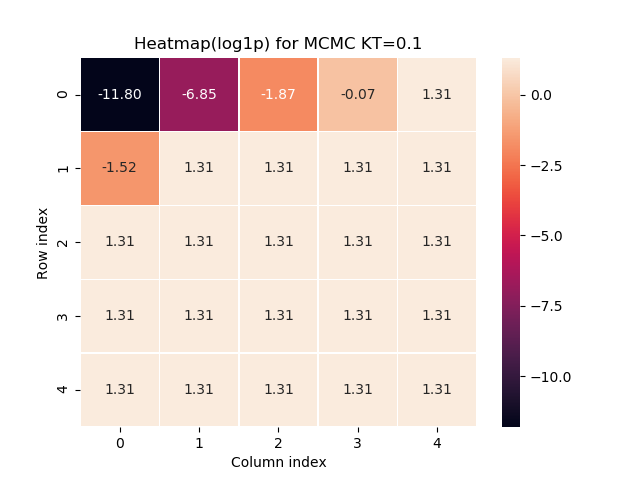 Heatmap(log1p) for MCMC KT=0.1
0 -11.80 -6.85 -1.87 -0.07 1.31
1 -1.52 1.31 1.31 1.31 1.31
2 1.31 1.31 1.31 1.31 1.31
3 1.31 1.31 1.31 1.31 1.31
4 1.31 1.31 1.31 1.31 1.31
0 1 2 3 4
Column index
Row index
0.0
−2.5
−5.0
−7.5
−10.0